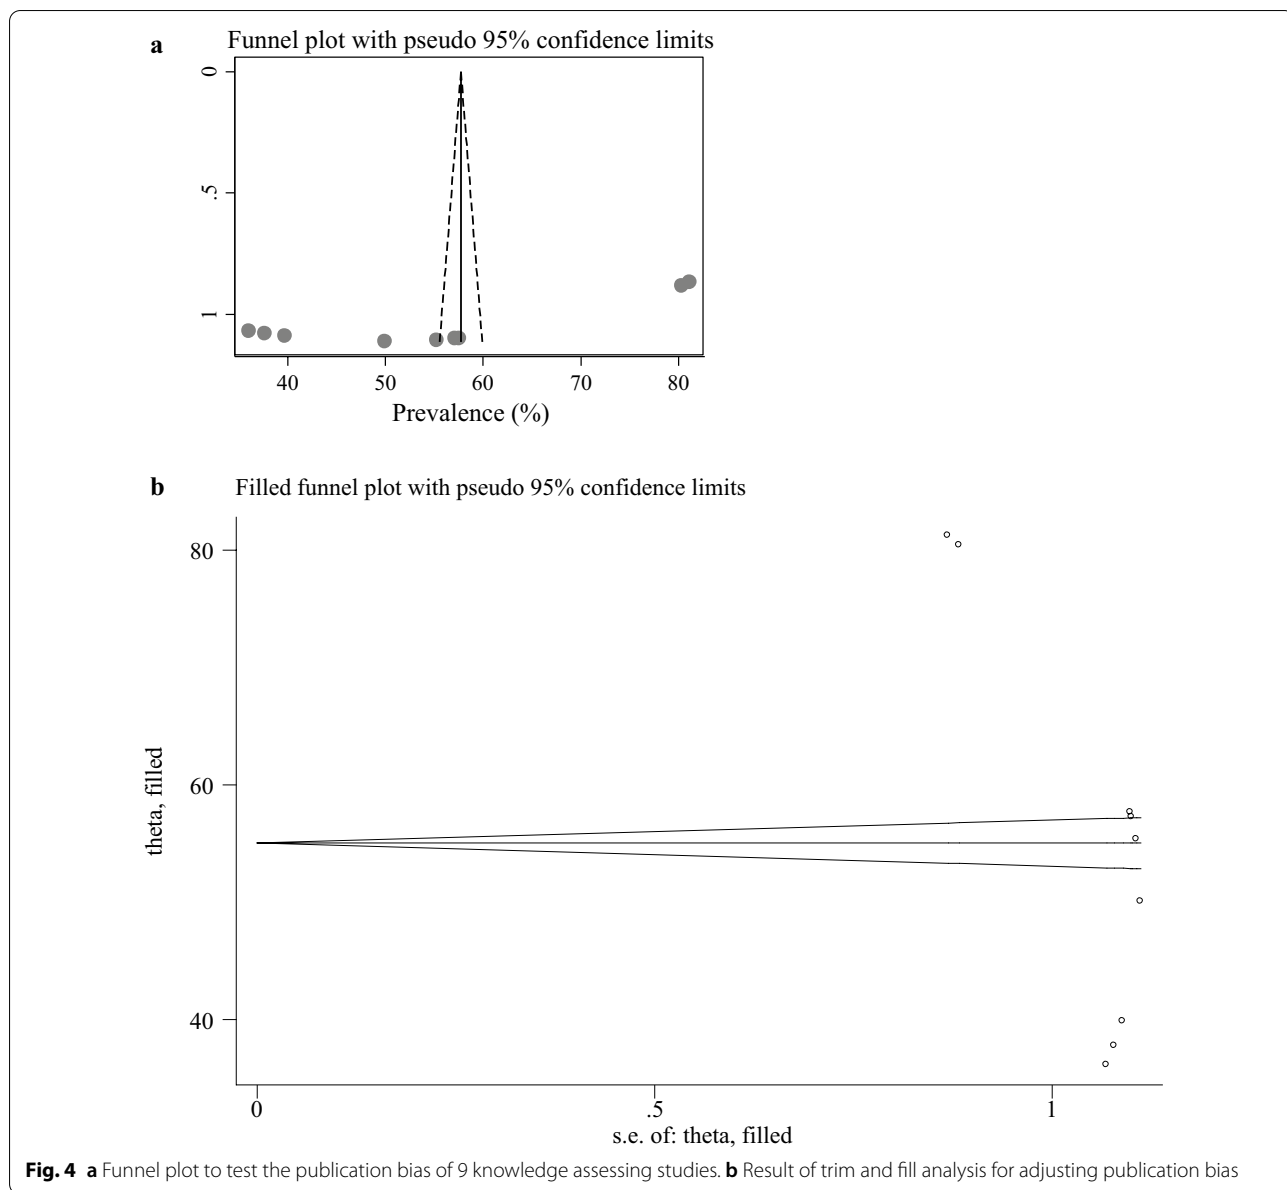 a
Funnel plot with pseudo 95% confidence limits
0
.5
1
40 50 60 70 80
Prevalence (%)
b
Filled funnel plot with pseudo 95% confidence limits
80
60
40
theta, filled
0 .5 1
s.e. of: theta, filled
Fig. 4 a Funnel plot to test the publication bias of 9 knowledge assessing studies. b Result of trim and fill analysis for adjusting publication bias